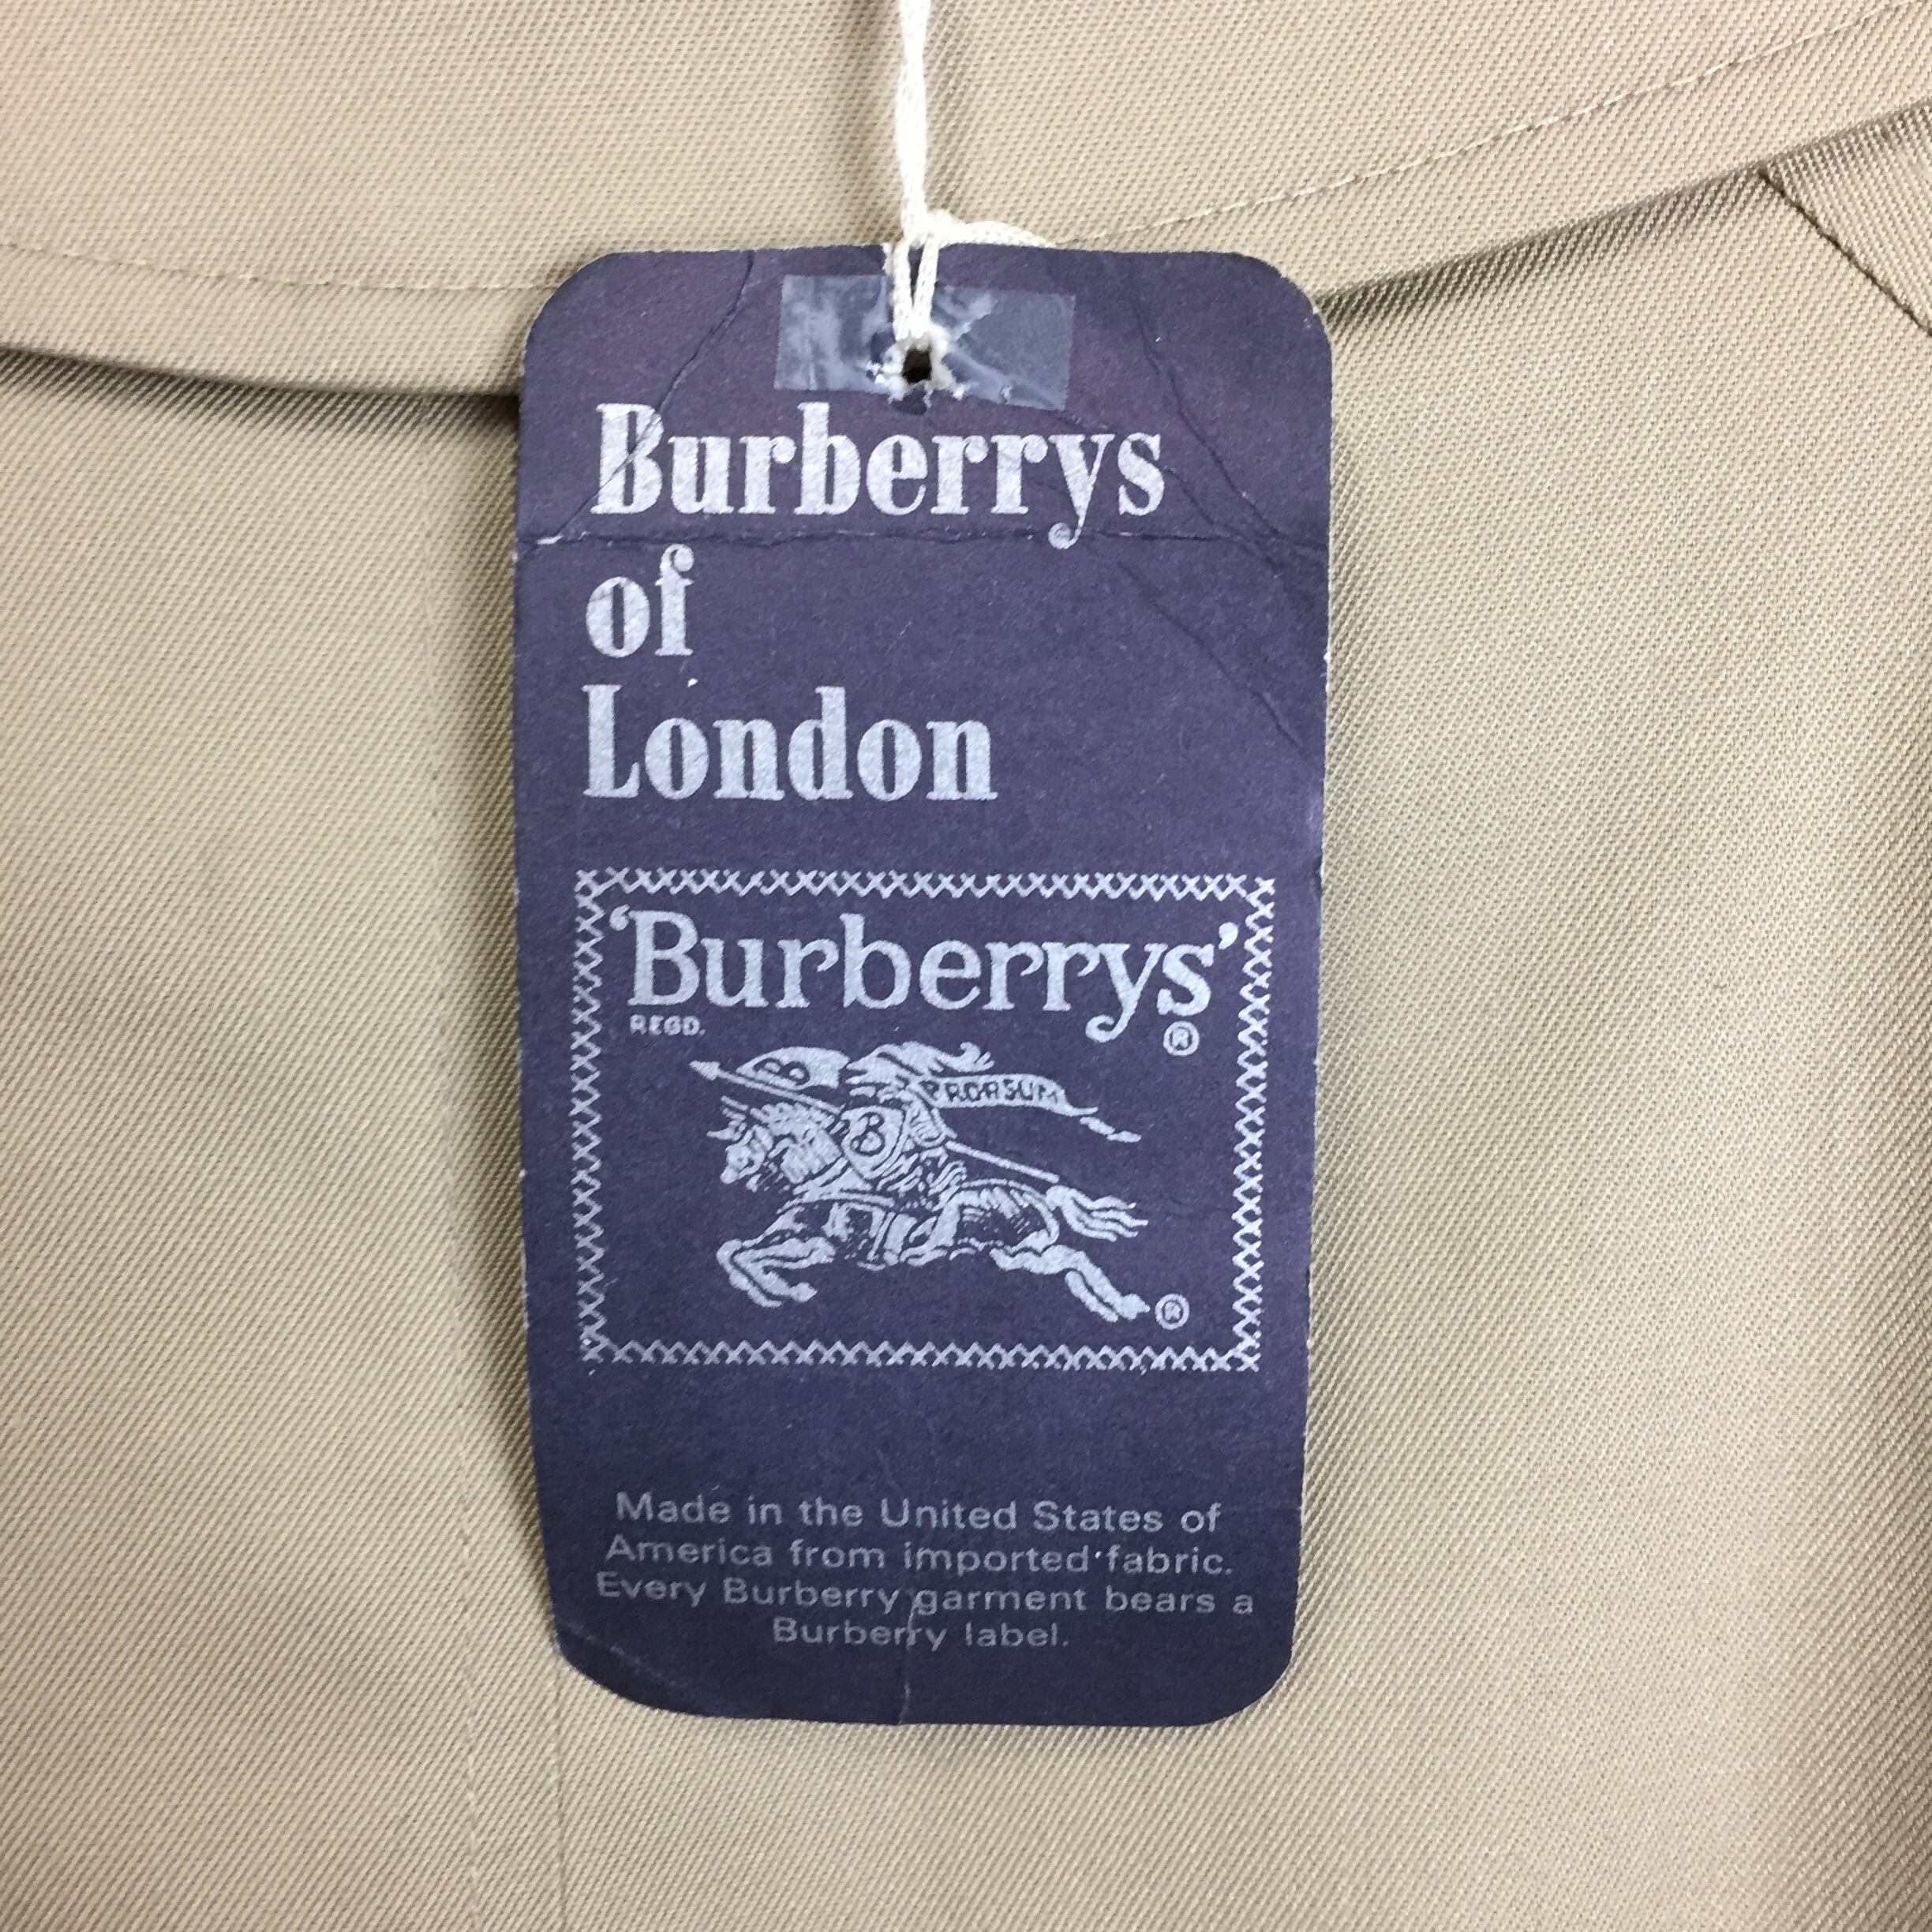 Burberrys
of
London
'Burberrys'
REGD. ®
B PRORSUM
B
®
Made in the United States of
America from imported fabric.
Every Burberry garment bears a
Burberry label.